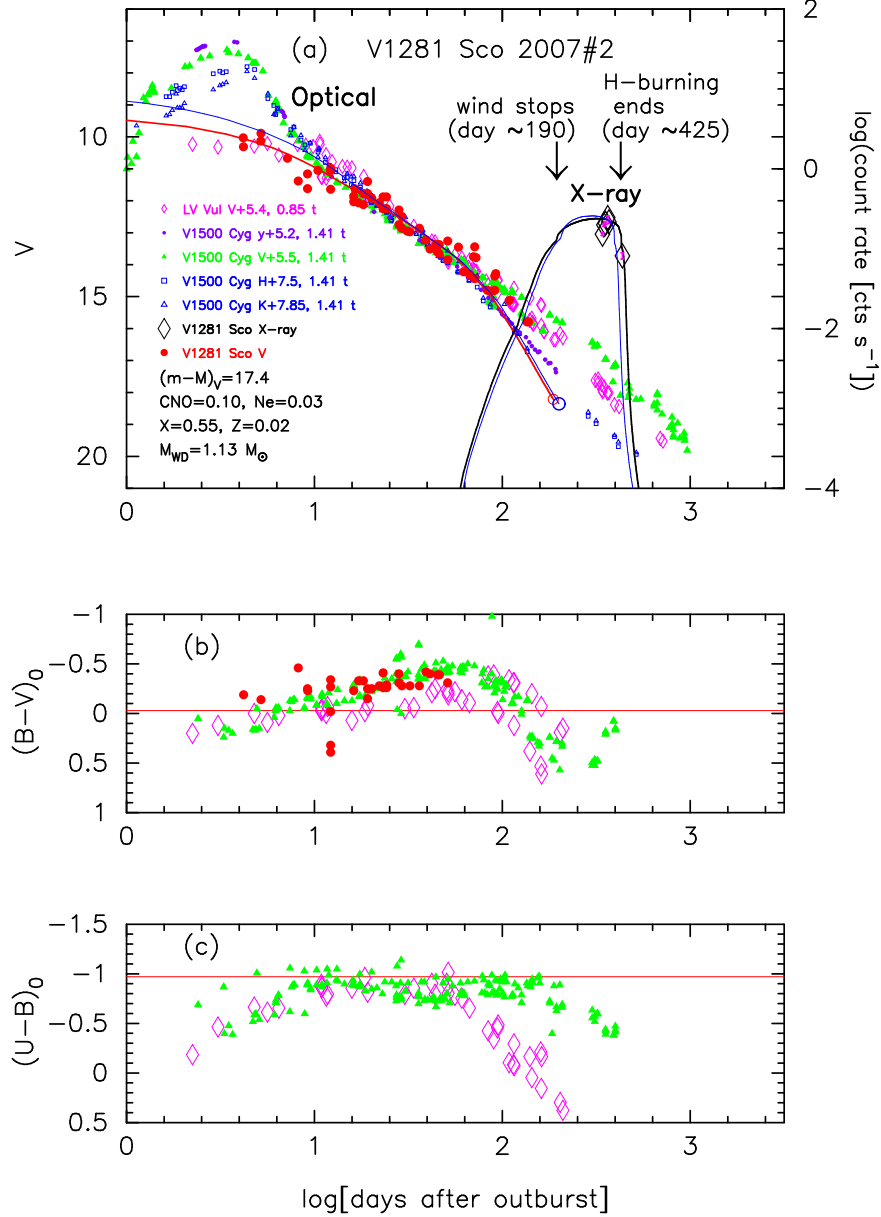 (a) V1281 Sco 2007#2
Optical
wind stops
(day ~190)
H-burning
ends
(day ~425)
X-ray
LV Vul V+5.4, 0.85 t
V1500 Cyg y+5.2, 1.41 t
V1500 Cyg V+5.5, 1.41 t
V1500 Cyg H+7.5, 1.41 t
V1500 Cyg K+7.85, 1.41 t
V1281 Sco X-ray
V1281 Sco V
(m-M)V=17.4
CNO=0.10, Ne=0.03
X=0.55, Z=0.02
MWD=1.13 M⊙
V
10
15
20
log(count rate [cts s⁻¹])
2
0
-2
-4
0 1 2 3
(b)
(B-V)0
-1
-0.5
0
0.5
1
0 1 2 3
(c)
(U-B)0
-1.5
-1
-0.5
0
0.5
0 1 2 3
log[days after outburst]